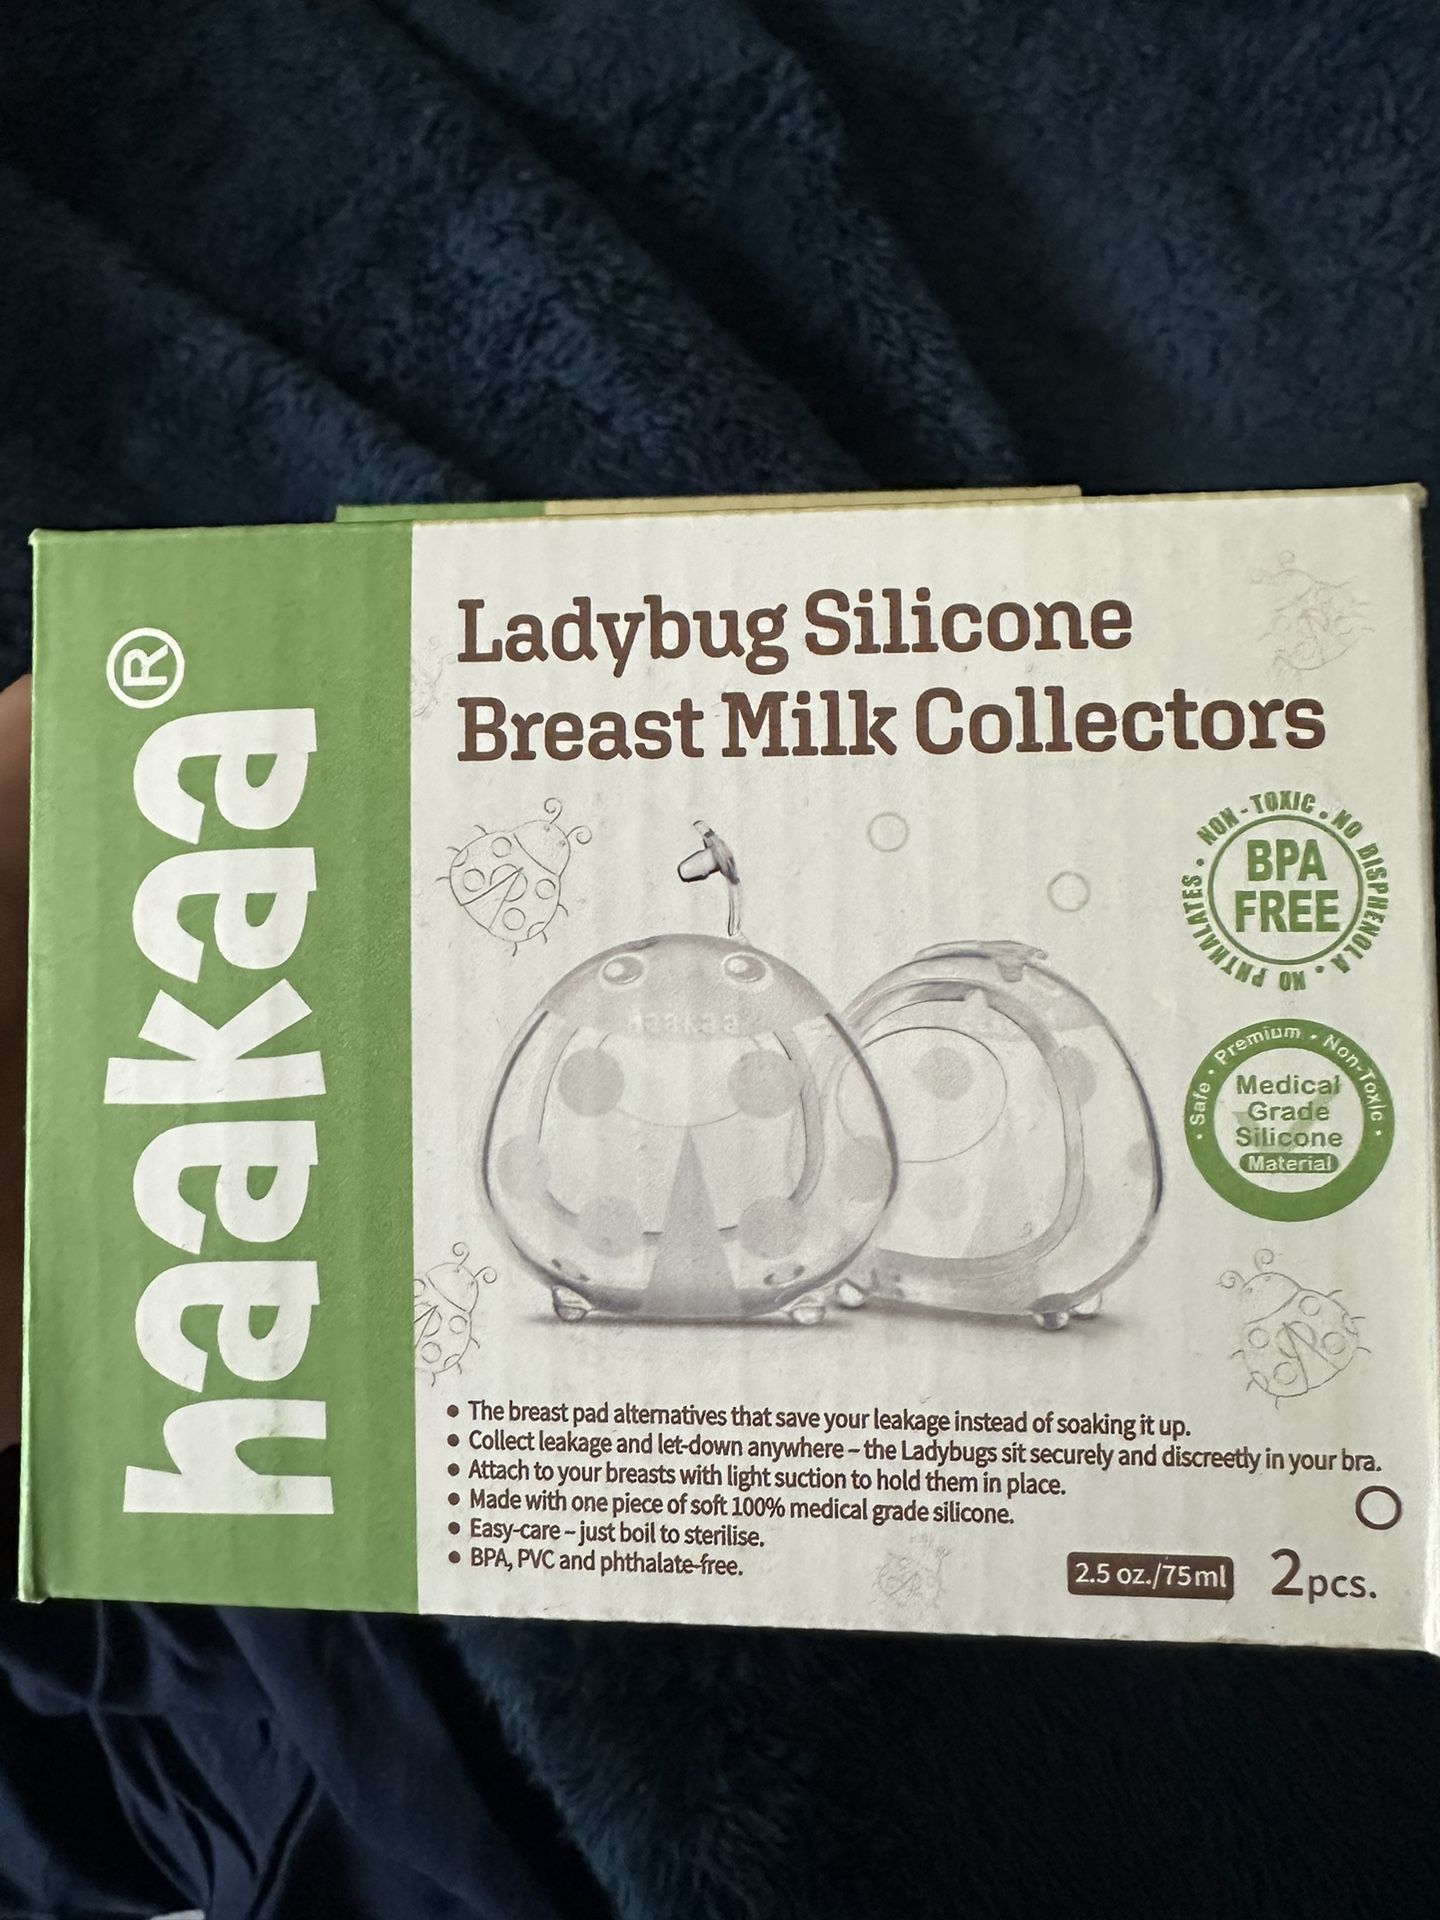 haakaa®
Ladybug Silicone
Breast Milk Collectors
NON-TOXIC • NO BISPHENOLA • NO PHTHALATES •
BPA
FREE
haakaa
• Safe • Premium • Non-Toxic •
Medical
Grade
Silicone
Material
• The breast pad alternatives that save your leakage instead of soaking it up.
• Collect leakage and let-down anywhere – the Ladybugs sit securely and discreetly in your bra.
• Attach to your breasts with light suction to hold them in place.
• Made with one piece of soft 100% medical grade silicone.
• Easy-care – just boil to sterilise.
• BPA, PVC and phthalate-free.
2.5 oz./75ml
2pcs.